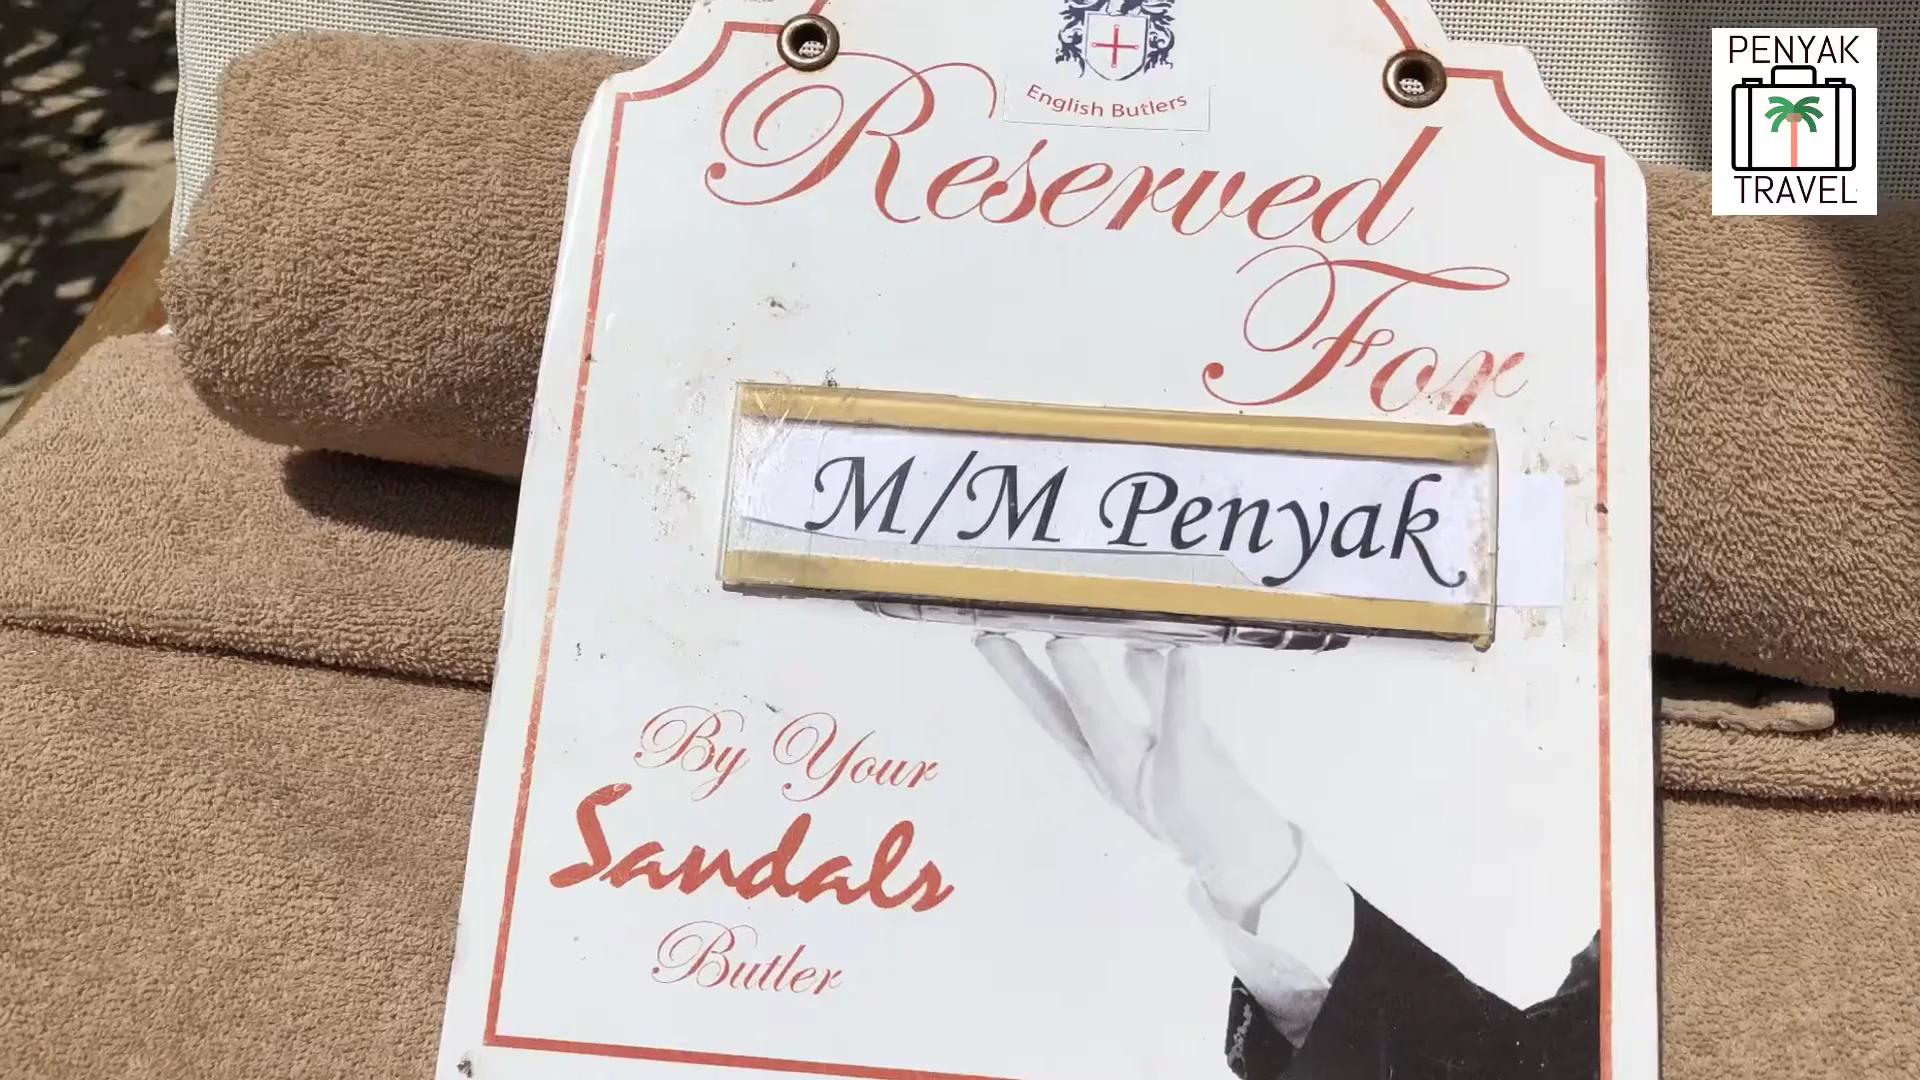 English Butlers
Reserved
For
M/M Penyak
By Your
Sandals
Butler
PENYAK
TRAVEL